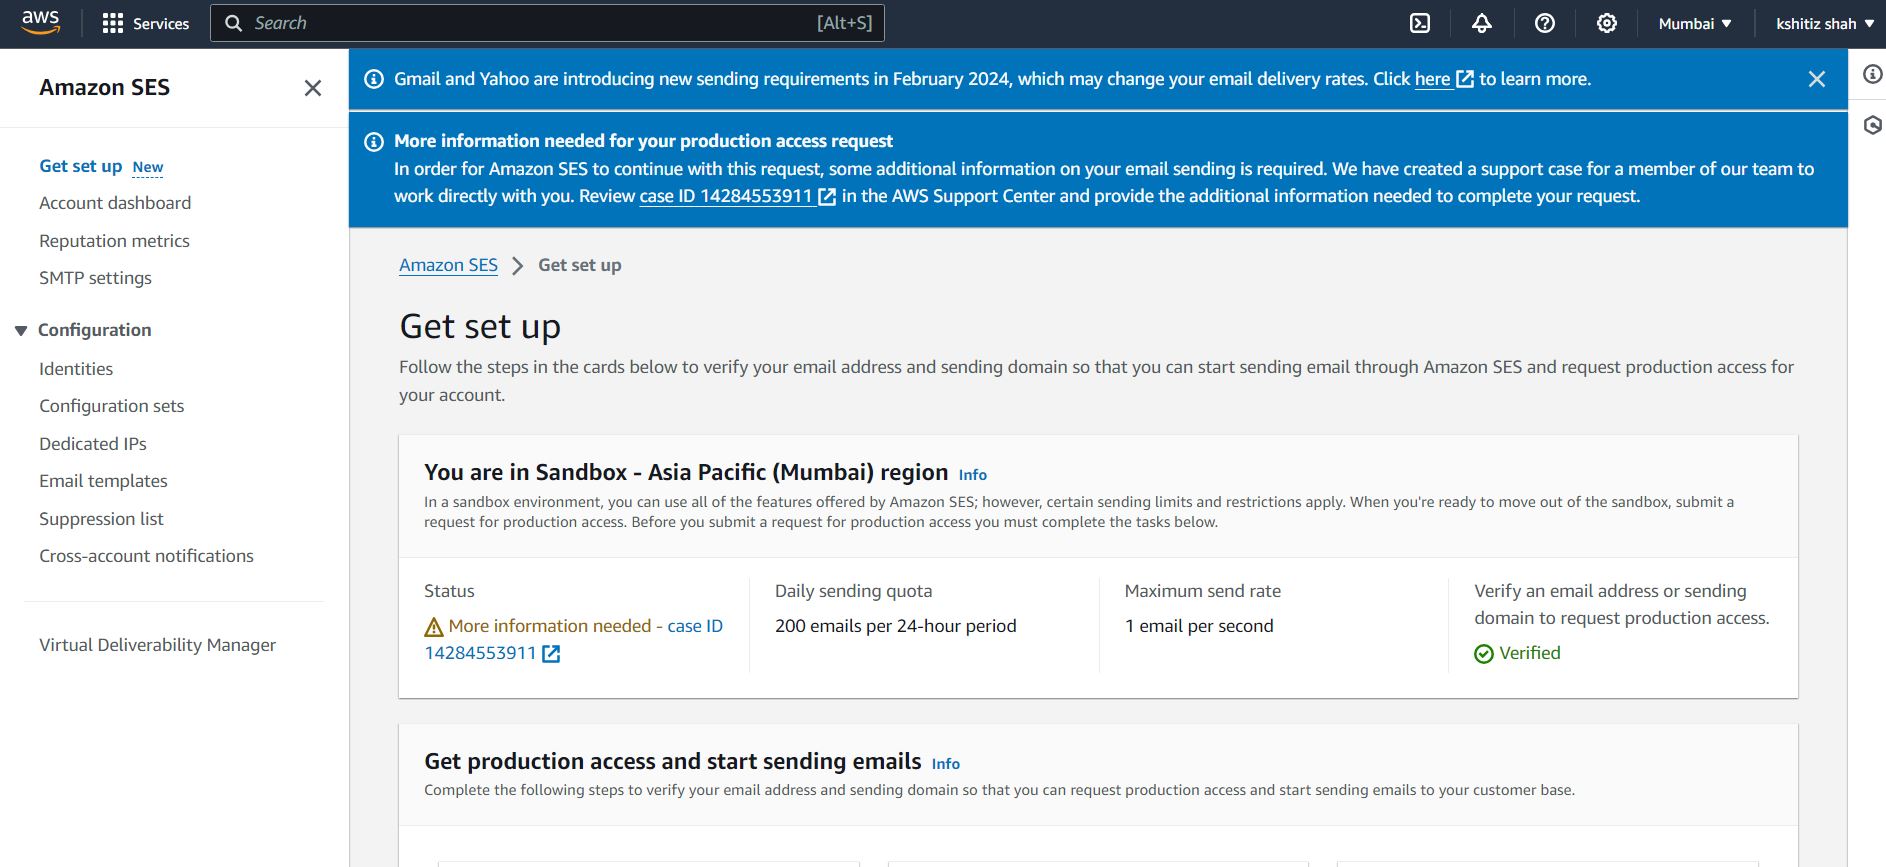 aws
Services
Search
[Alt+S]
Mumbai
kshitiz shah
Amazon SES
Get set up New
Account dashboard
Reputation metrics
SMTP settings
Configuration
Identities
Configuration sets
Dedicated IPs
Email templates
Suppression list
Cross-account notifications
Virtual Deliverability Manager
Gmail and Yahoo are introducing new sending requirements in February 2024, which may change your email delivery rates. Click here to learn more.
More information needed for your production access request
In order for Amazon SES to continue with this request, some additional information on your email sending is required. We have created a support case for a member of our team to
work directly with you. Review case ID 14284553911 in the AWS Support Center and provide the additional information needed to complete your request.
Amazon SES > Get set up
Get set up
Follow the steps in the cards below to verify your email address and sending domain so that you can start sending email through Amazon SES and request production access for
your account.
You are in Sandbox - Asia Pacific (Mumbai) region Info
In a sandbox environment, you can use all of the features offered by Amazon SES; however, certain sending limits and restrictions apply. When you're ready to move out of the sandbox, submit a
request for production access. Before you submit a request for production access you must complete the tasks below.
Status
More information needed - case ID
14284553911
Daily sending quota
200 emails per 24-hour period
Maximum send rate
1 email per second
Verify an email address or sending
domain to request production access.
Verified
Get production access and start sending emails Info
Complete the following steps to verify your email address and sending domain so that you can request production access and start sending emails to your customer base.